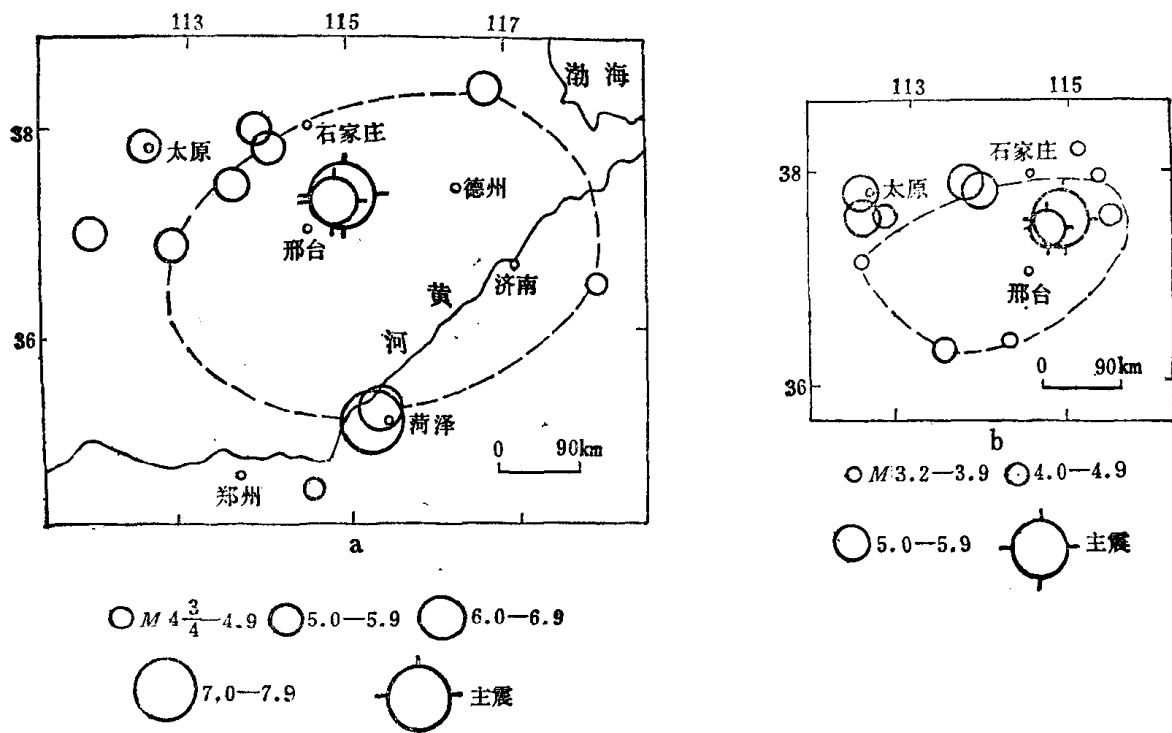 113 115 117
渤海
38
石家庄
太原
德州
邢台
济南
黄
河
36
菏泽
0 90km
郑州
a
M 4 3/4—4.9 5.0—5.9 6.0—6.9
7.0—7.9 主震
113 115
石家庄
38
太原
邢台
0 90km
36
b
M 3.2—3.9 4.0—4.9
5.0—5.9 主震